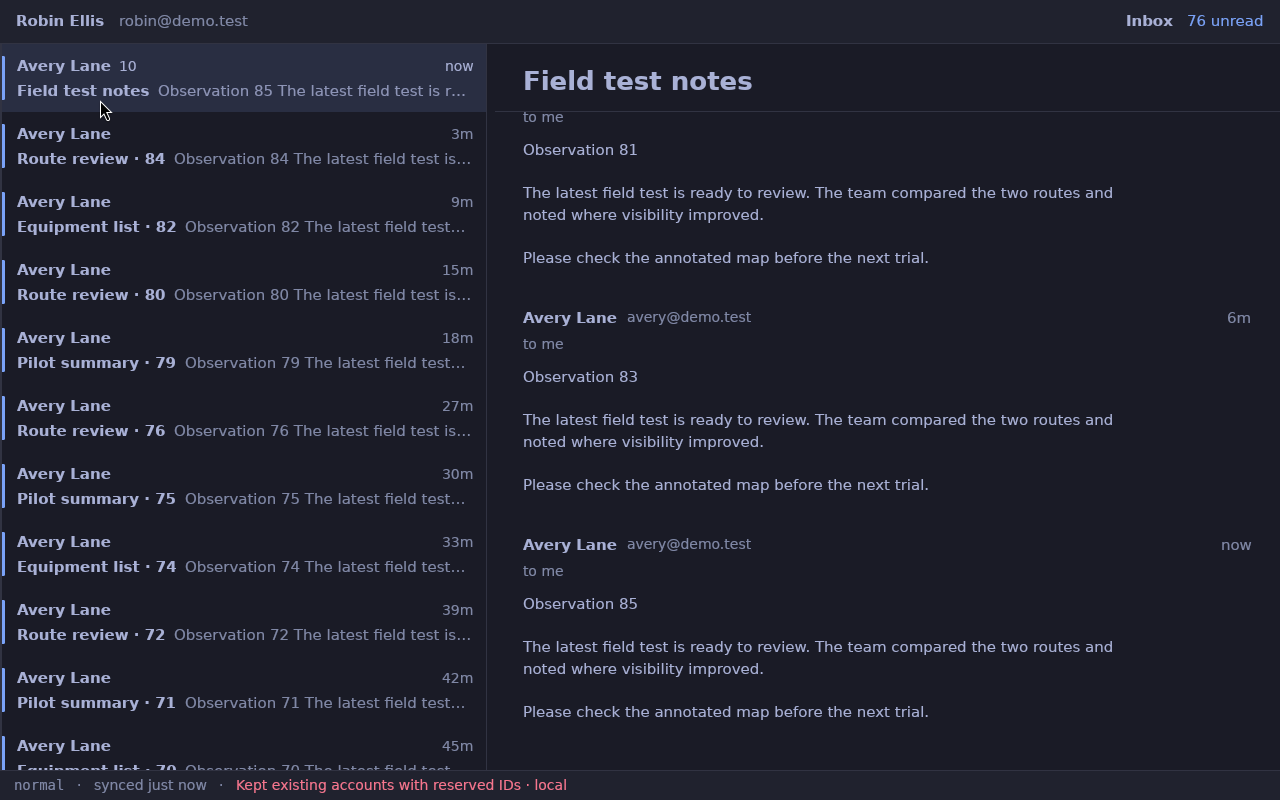 Robin Ellis robin@demo.test
Inbox 76 unread
Avery Lane 10 now
Field test notes Observation 85 The latest field test is r…
Avery Lane 3m
Route review · 84 Observation 84 The latest field test is…
Avery Lane 9m
Equipment list · 82 Observation 82 The latest field test…
Avery Lane 15m
Route review · 80 Observation 80 The latest field test is…
Avery Lane 18m
Pilot summary · 79 Observation 79 The latest field test…
Avery Lane 27m
Route review · 76 Observation 76 The latest field test is…
Avery Lane 30m
Pilot summary · 75 Observation 75 The latest field test…
Avery Lane 33m
Equipment list · 74 Observation 74 The latest field test…
Avery Lane 39m
Route review · 72 Observation 72 The latest field test is…
Avery Lane 42m
Pilot summary · 71 Observation 71 The latest field test…
Avery Lane 45m
Equipment list · 70 Observation 70 The latest field test…
Field test notes
to me
Observation 81
The latest field test is ready to review. The team compared the two routes and
noted where visibility improved.
Please check the annotated map before the next trial.
Avery Lane avery@demo.test 6m
to me
Observation 83
The latest field test is ready to review. The team compared the two routes and
noted where visibility improved.
Please check the annotated map before the next trial.
Avery Lane avery@demo.test now
to me
Observation 85
The latest field test is ready to review. The team compared the two routes and
noted where visibility improved.
Please check the annotated map before the next trial.
normal · synced just now · Kept existing accounts with reserved IDs · local